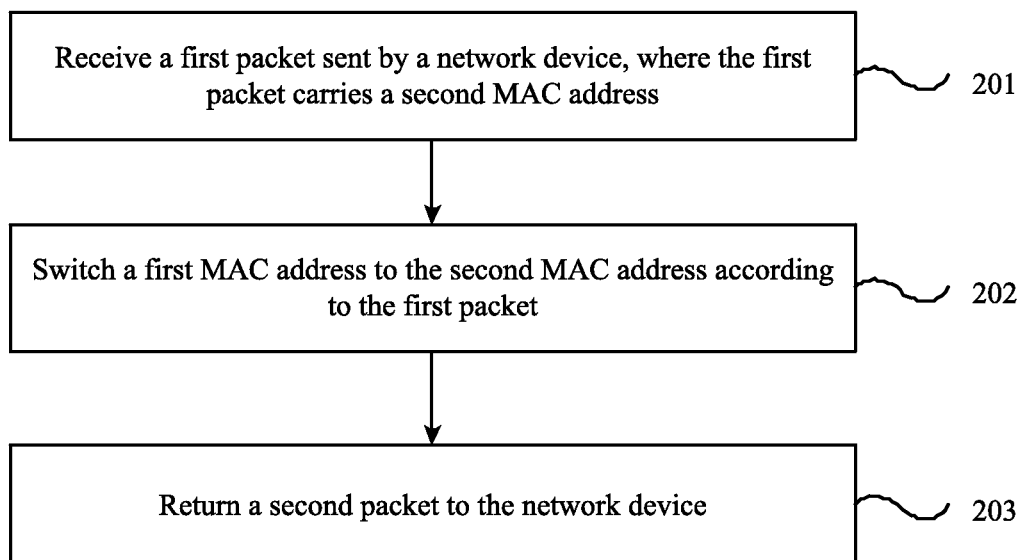 Receive a first packet sent by a network device, where the first
packet carries a second MAC address
201
Switch a first MAC address to the second MAC address according
to the first packet
202
Return a second packet to the network device
203